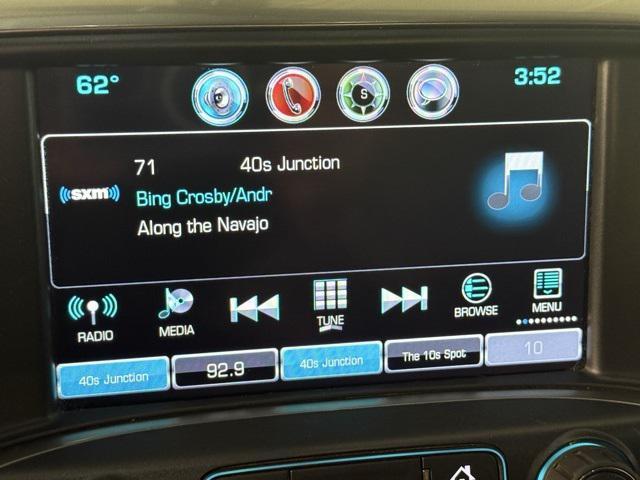 62°
S
3:52
71 40s Junction
((sxm))
Bing Crosby/Andr
Along the Navajo
RADIO MEDIA TUNE BROWSE MENU
40s Junction 92.9 40s Junction The 10s Spot 10